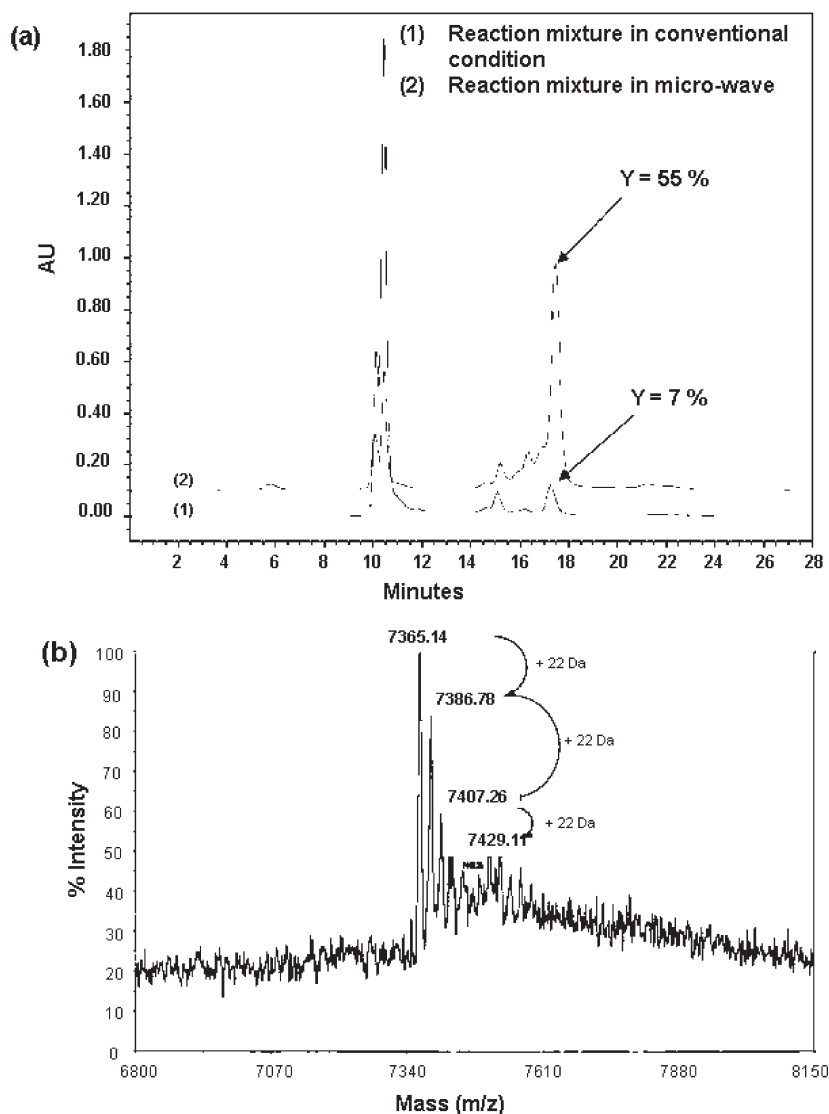 (a)
(1) Reaction mixture in conventional
condition
(2) Reaction mixture in micro-wave
1.80
1.60
1.40
1.20
1.00
0.80
0.60
0.40
0.20
0.00
AU
Y = 55 %
Y = 7 %
(2)
(1)
2 4 6 8 10 12 14 16 18 20 22 24 26 28
Minutes
(b)
7365.14
+ 22 Da
7386.78
+ 22 Da
7407.26
+ 22 Da
7429.11
100
90
80
70
60
50
40
30
20
10
0
% Intensity
6800 7070 7340 7610 7880 8150
Mass (m/z)